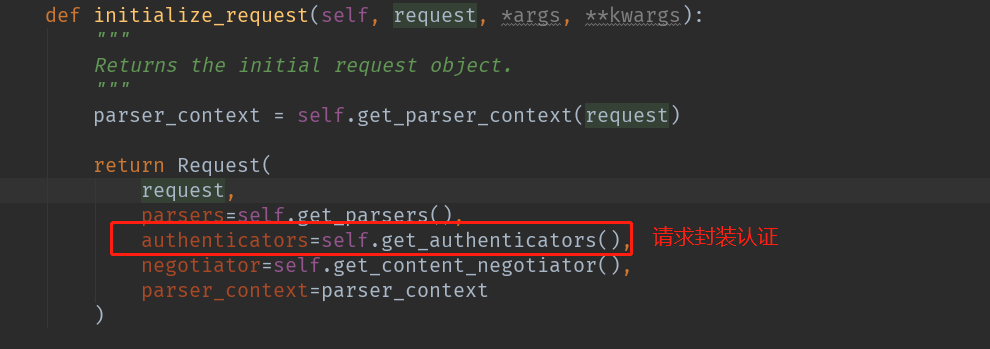 def initialize_request(self, request, *args, **kwargs):
"""
Returns the initial request object.
"""
parser_context = self.get_parser_context(request)
return Request(
request,
parsers=self.get_parsers(),
authenticators=self.get_authenticators(), 请求封装认证
negotiator=self.get_content_negotiator(),
parser_context=parser_context
)